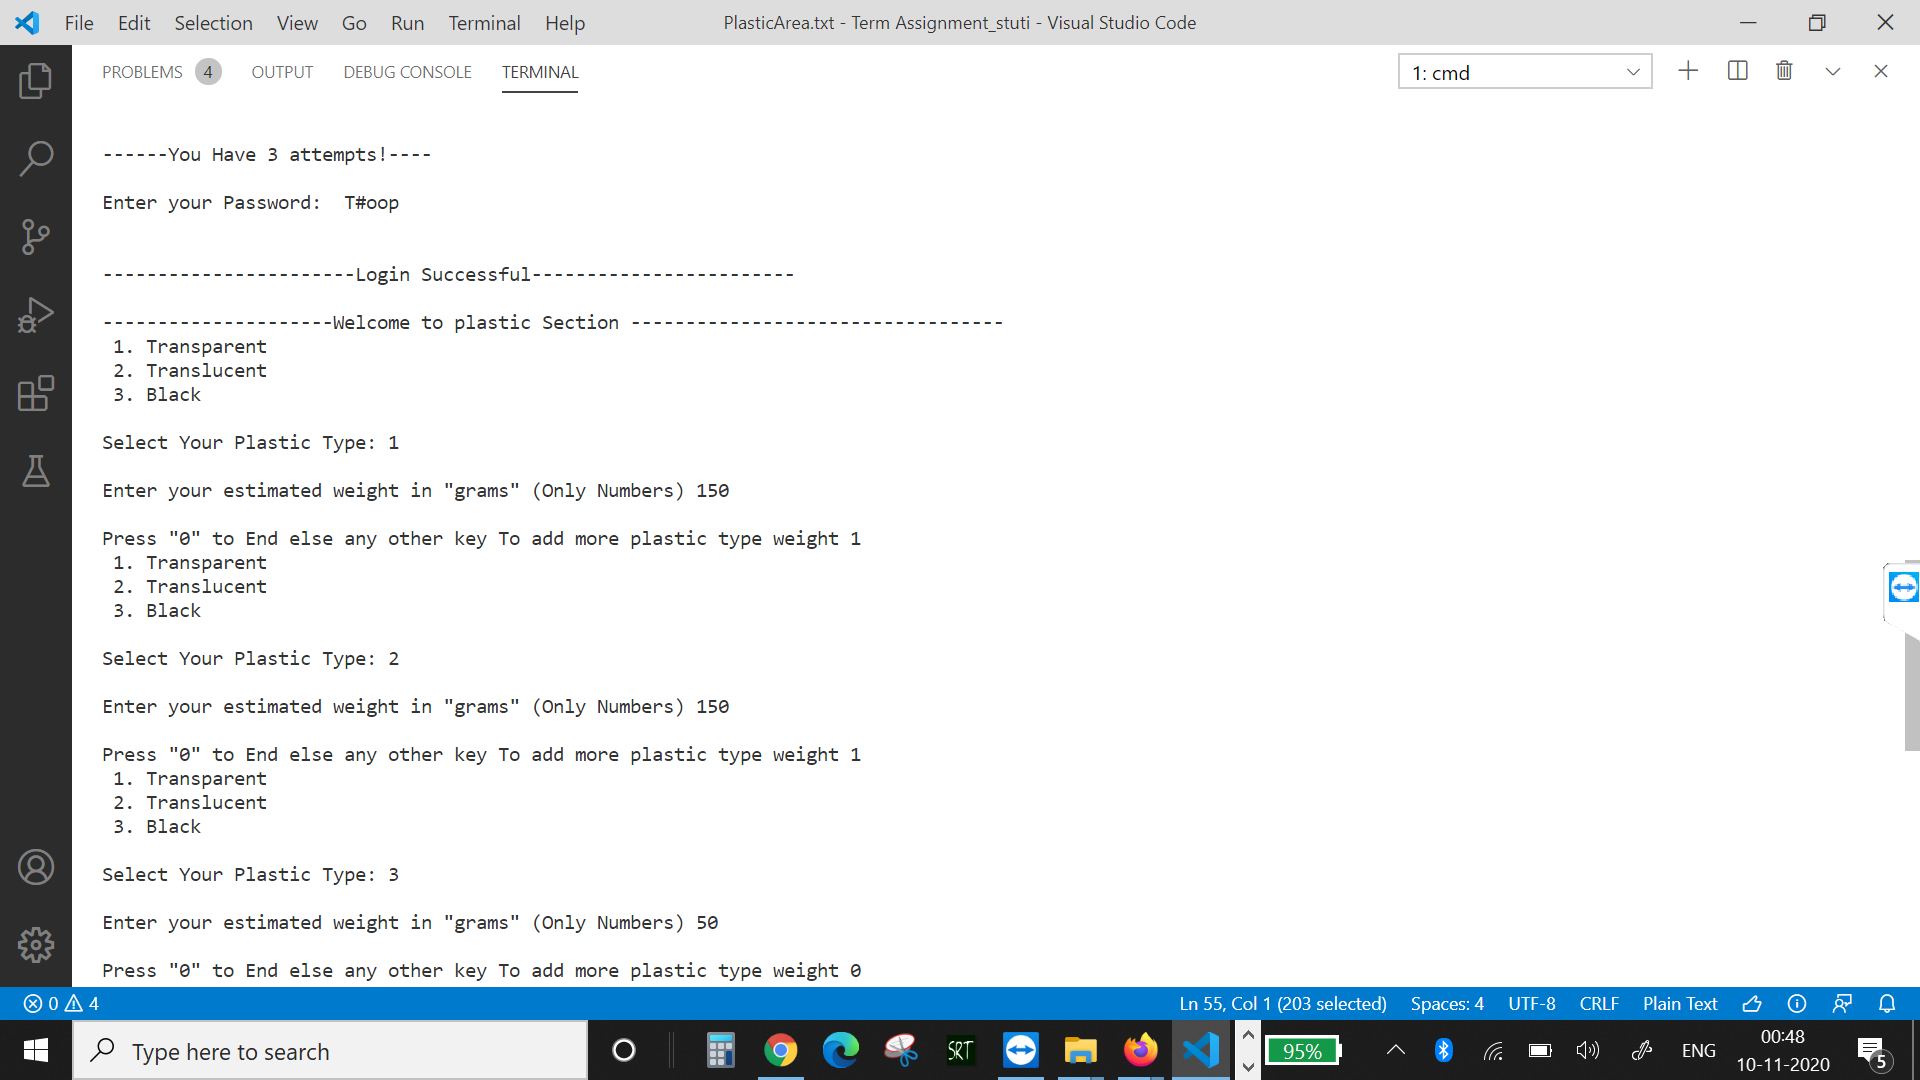 File Edit Selection View Go Run Terminal Help PlasticArea.txt - Term Assignment_stuti - Visual Studio Code
PROBLEMS 4 OUTPUT DEBUG CONSOLE TERMINAL 1: cmd
------You Have 3 attempts!----
Enter your Password:  T#oop
-----------------------Login Successful------------------------
---------------------Welcome to plastic Section ----------------------------------
1. Transparent
2. Translucent
3. Black
Select Your Plastic Type: 1
Enter your estimated weight in "grams" (Only Numbers) 150
Press "0" to End else any other key To add more plastic type weight 1
1. Transparent
2. Translucent
3. Black
Select Your Plastic Type: 2
Enter your estimated weight in "grams" (Only Numbers) 150
Press "0" to End else any other key To add more plastic type weight 1
1. Transparent
2. Translucent
3. Black
Select Your Plastic Type: 3
Enter your estimated weight in "grams" (Only Numbers) 50
Press "0" to End else any other key To add more plastic type weight 0
0 4 Ln 55, Col 1 (203 selected) Spaces: 4 UTF-8 CRLF Plain Text
Type here to search SRT 95% ENG 00:48
10-11-2020 5